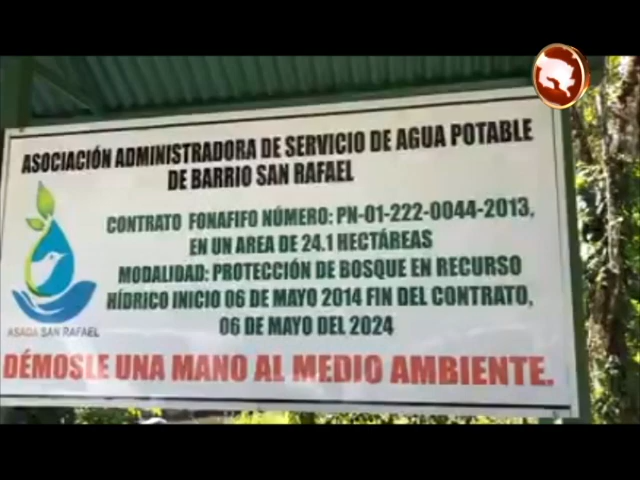 ASOCIACIÓN ADMINISTRADORA DE SERVICIO DE AGUA POTABLE
DE BARRIO SAN RAFAEL
CONTRATO FONAFIFO NÚMERO: PN-01-222-0044-2013,
EN UN AREA DE 24.1 HECTÁREAS
MODALIDAD: PROTECCIÓN DE BOSQUE EN RECURSO
HÍDRICO INICIO 06 DE MAYO 2014 FIN DEL CONTRATO,
06 DE MAYO DEL 2024
ASADA SAN RAFAEL
DÉMOSLE UNA MANO AL MEDIO AMBIENTE.